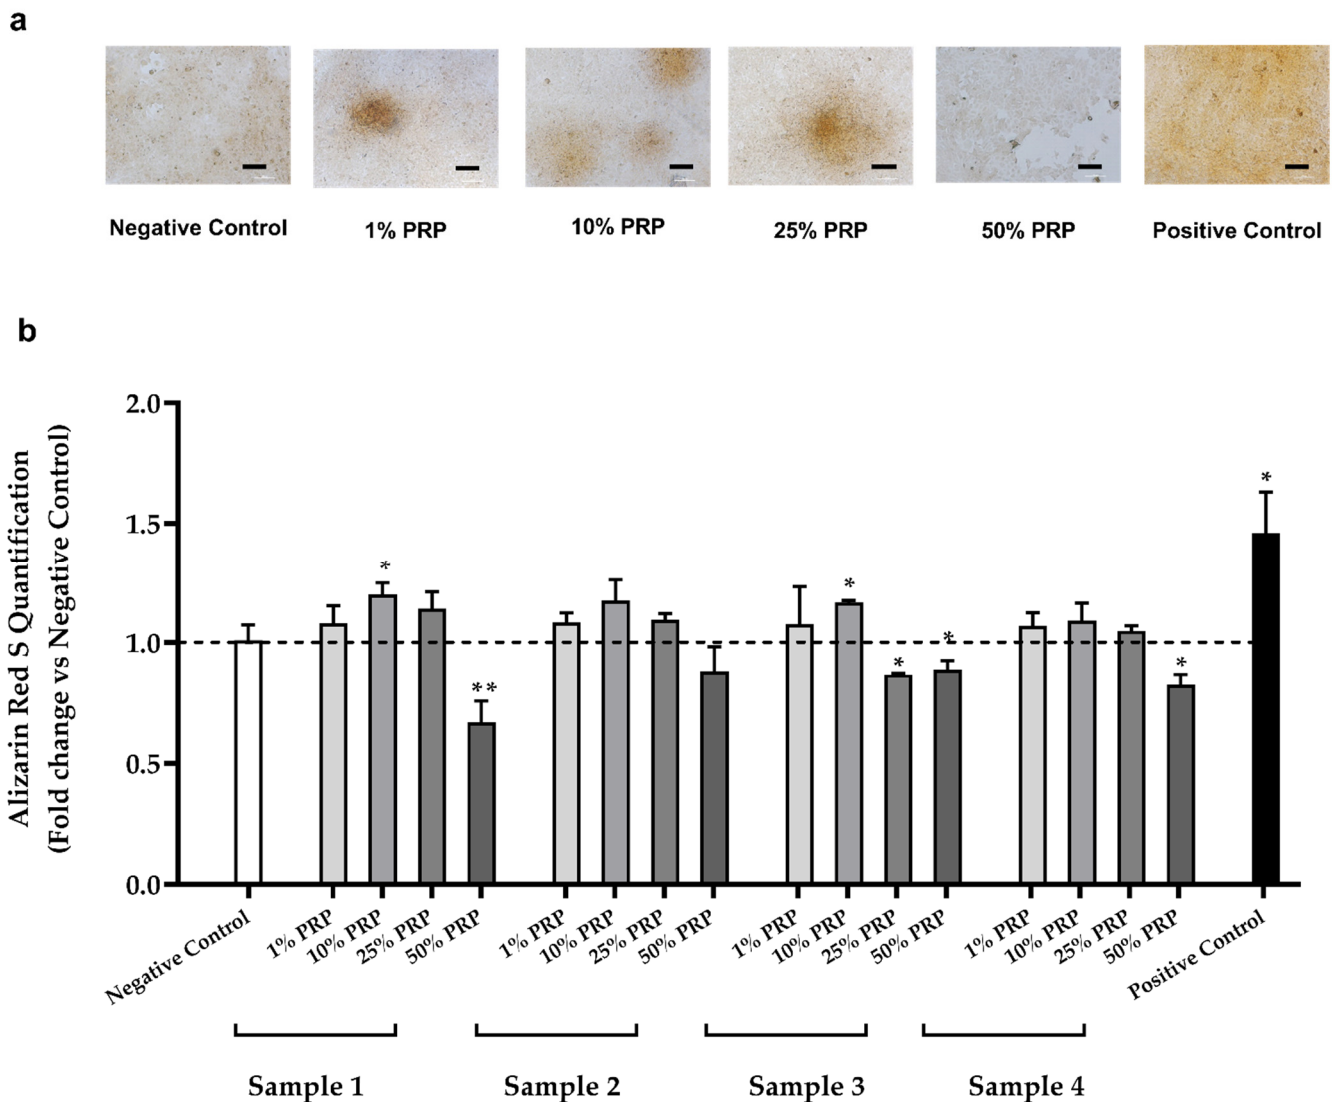 a
Negative Control
1% PRP
10% PRP
25% PRP
50% PRP
Positive Control
b
Alizarin Red S Quantification
(Fold change vs Negative Control)
2.0
1.5
1.0
0.5
0.0
*
**
*
*
*
*
*
Negative Control
1% PRP
10% PRP
25% PRP
50% PRP
1% PRP
10% PRP
25% PRP
50% PRP
1% PRP
10% PRP
25% PRP
50% PRP
1% PRP
10% PRP
25% PRP
50% PRP
Positive Control
Sample 1
Sample 2
Sample 3
Sample 4